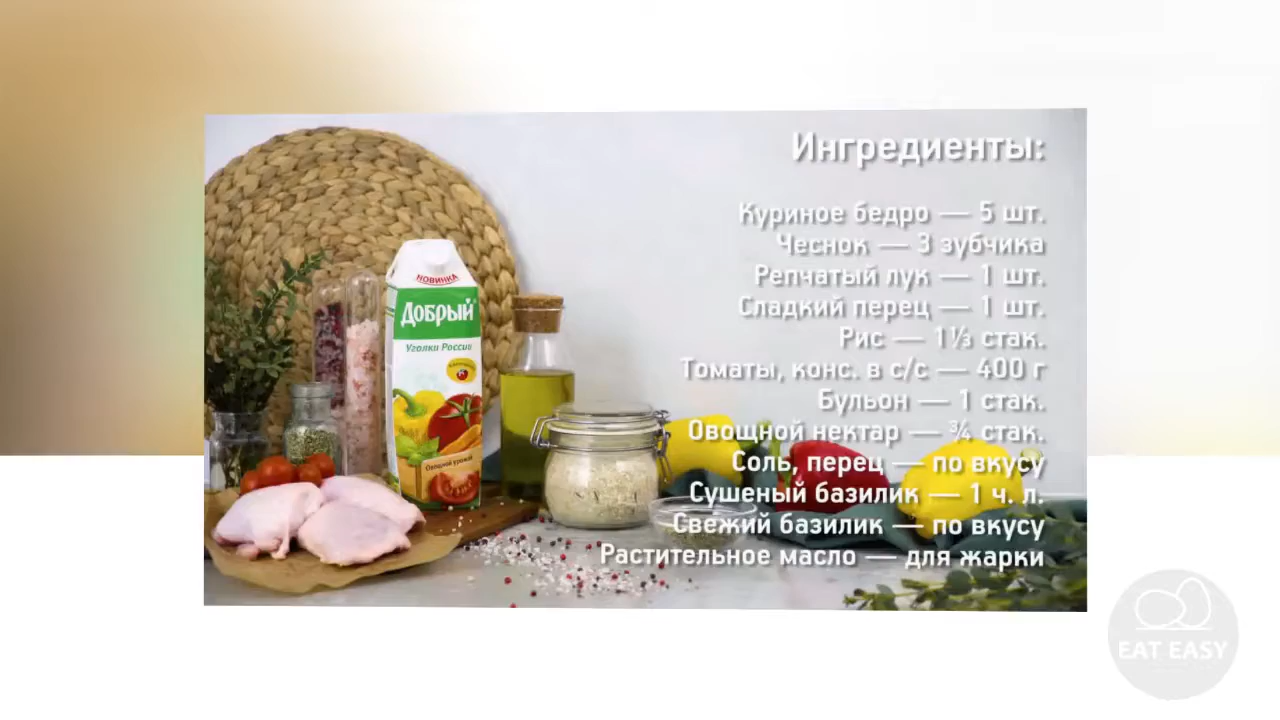 Ингредиенты:
Куриное бедро — 5 шт.
Чеснок — 3 зубчика
Репчатый лук — 1 шт.
Сладкий перец — 1 шт.
Рис — 1⅓ стак.
Томаты, конс. в с/с — 400 г
Бульон — 1 стак.
Овощной нектар — ¾ стак.
Соль, перец — по вкусу
Сушеный базилик — 1 ч. л.
Свежий базилик — по вкусу
Растительное масло — для жарки
НОВИНКА
Добрый
Уголки России
Овощной урожай
EAT EASY